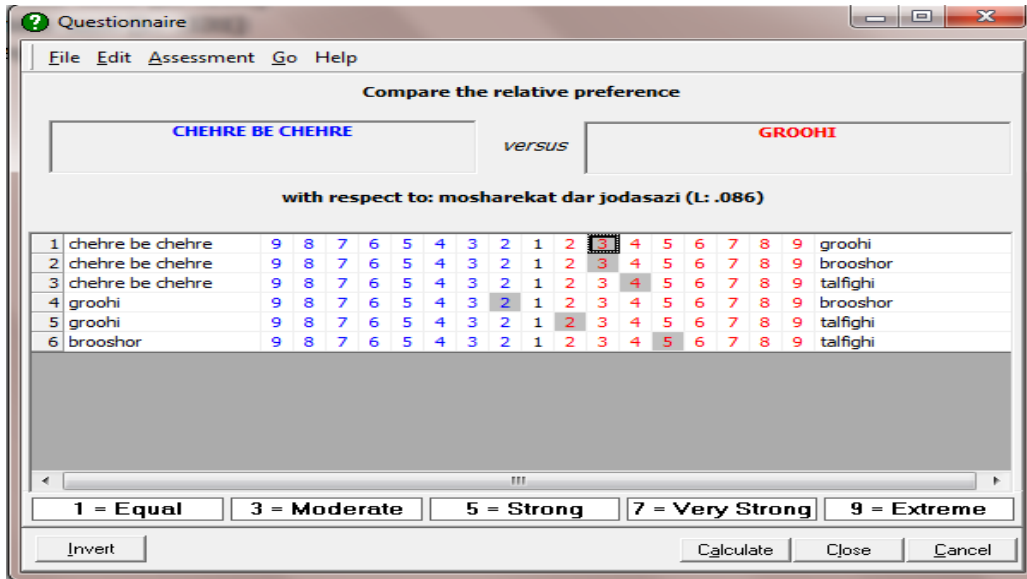 Questionnaire
File Edit Assessment Go Help
Compare the relative preference
CHEHRE BE CHEHRE versus GROOHI
with respect to: mosharekat dar jodasazi (L: .086)
1 chehre be chehre 9 8 7 6 5 4 3 2 1 2 3 4 5 6 7 8 9 groohi
2 chehre be chehre 9 8 7 6 5 4 3 2 1 2 3 4 5 6 7 8 9 brooshor
3 chehre be chehre 9 8 7 6 5 4 3 2 1 2 3 4 5 6 7 8 9 talfighi
4 groohi 9 8 7 6 5 4 3 2 1 2 3 4 5 6 7 8 9 brooshor
5 groohi 9 8 7 6 5 4 3 2 1 2 3 4 5 6 7 8 9 talfighi
6 brooshor 9 8 7 6 5 4 3 2 1 2 3 4 5 6 7 8 9 talfighi
1 = Equal 3 = Moderate 5 = Strong 7 = Very Strong 9 = Extreme
Invert Calculate Close Cancel